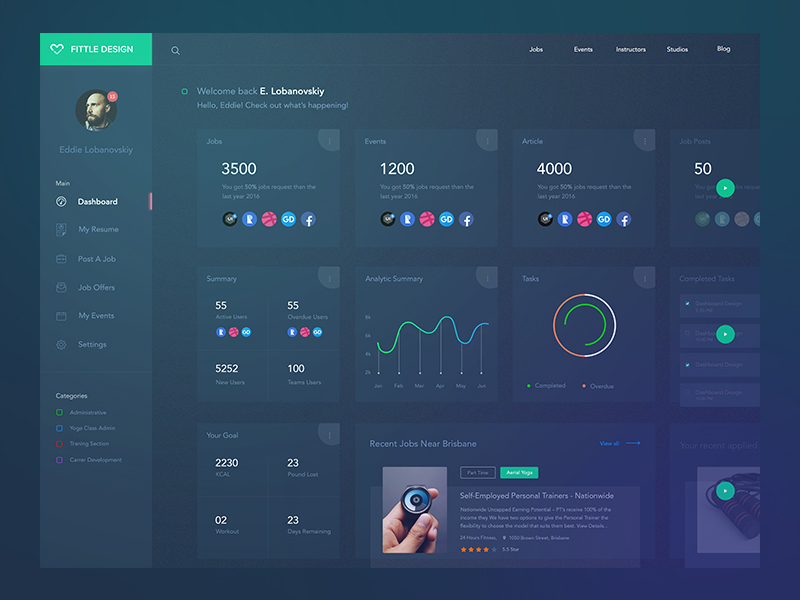 FITTLE DESIGN
Jobs
Events
Instructors
Studios
Blog
Eddie Lobanovskiy
Main
Dashboard
My Resume
Post A Job
Job Offers
My Events
Settings
Categories
Administrative
Yoga Class Admin
Training Section
Carrer Development
Welcome back E. Lobanovskiy
Hello, Eddie! Check out what's happening!
Jobs
3500
You got 50% jobs request than the
last year 2016
GD
f
Events
1200
You got 50% jobs request than the
last year 2016
GD
f
Article
4000
You got 50% jobs request than the
last year 2016
GD
f
Job Posts
50
You got 50%
last year 2016
Summary
55
Active Users
GD
55
Overdue Users
GD
5252
New Users
100
Teams Users
Analytic Summary
8k
6k
4k
2k
Jan Feb Mar Apr May Jun
Tasks
Completed
Overdue
Completed Tasks
Dashboard Design
Dashboard Design
Dashboard Design
Your Goal
2230
KCAL
23
Pound Lost
02
Workout
23
Days Remaining
Recent Jobs Near Brisbane
View all
Part Time
Aerial Yoga
Self-Employed Personal Trainers - Nationwide
Nationwide Uncapped Earning Potential - PT's receive 100% of the
income they We have two options to give the Personal Trainer the
flexibility to choose the model that suits them best. View Details...
24 Hours Fitness,
1050 Brown Street, Brisbane
5.5 Star
Your recent applied